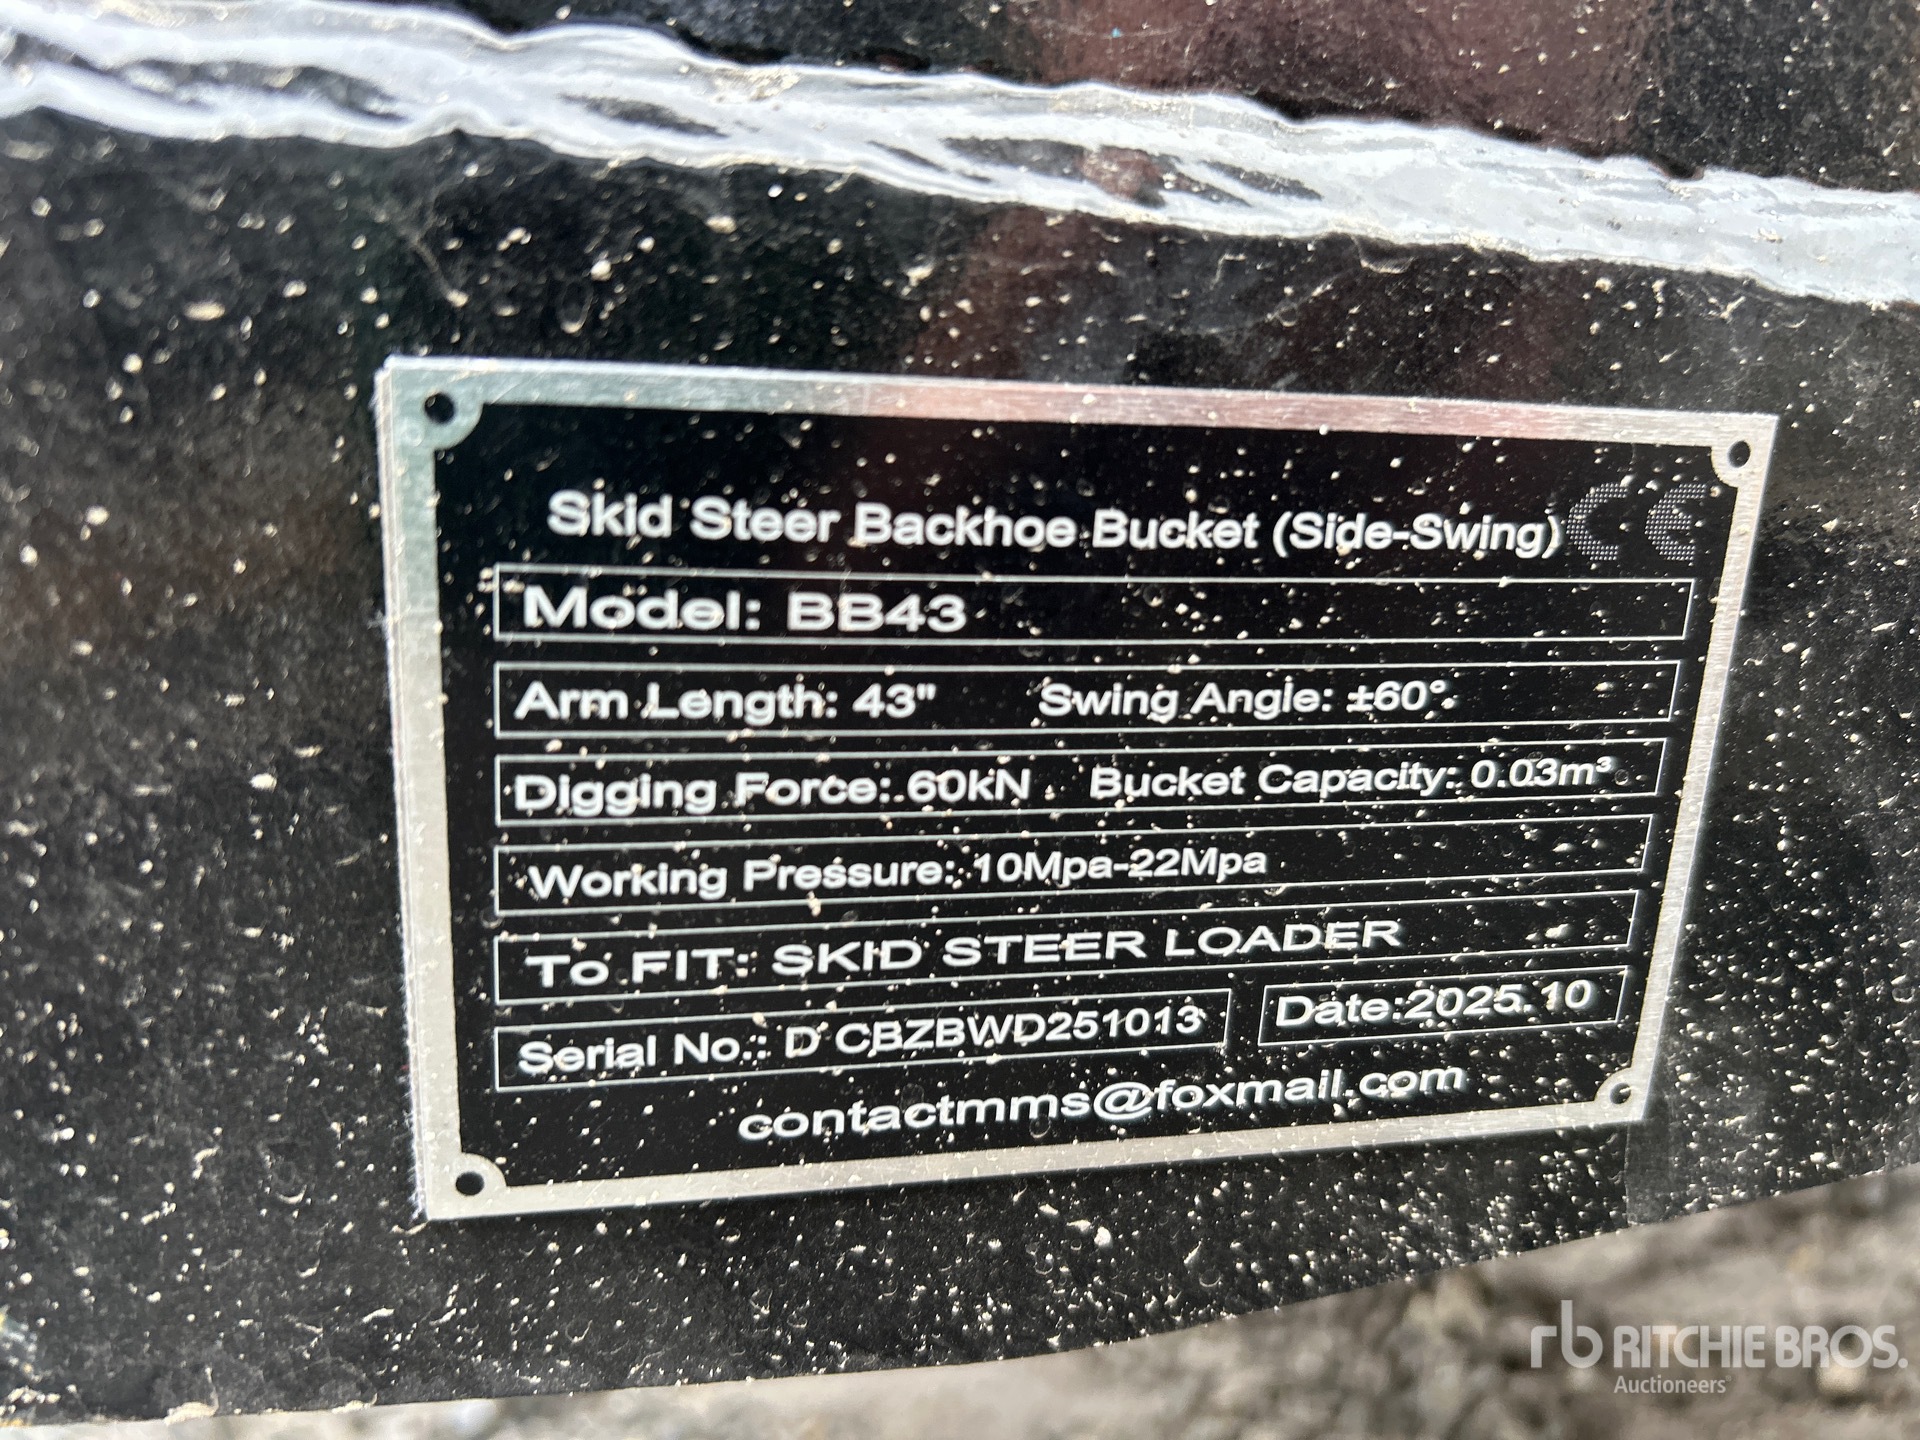 Skid Steer Backhoe Bucket (Side-Swing) CE
Model: BB43
Arm Length: 43" Swing Angle: ±60°
Digging Force: 60kN Bucket Capacity: 0.03m³
Working Pressure: 10Mpa-22Mpa
To FIT: SKID STEER LOADER
Serial No.: D CBZBWD251013 Date:2025.10
contactmms@foxmail.com
rb RITCHIE BROS.
Auctioneers